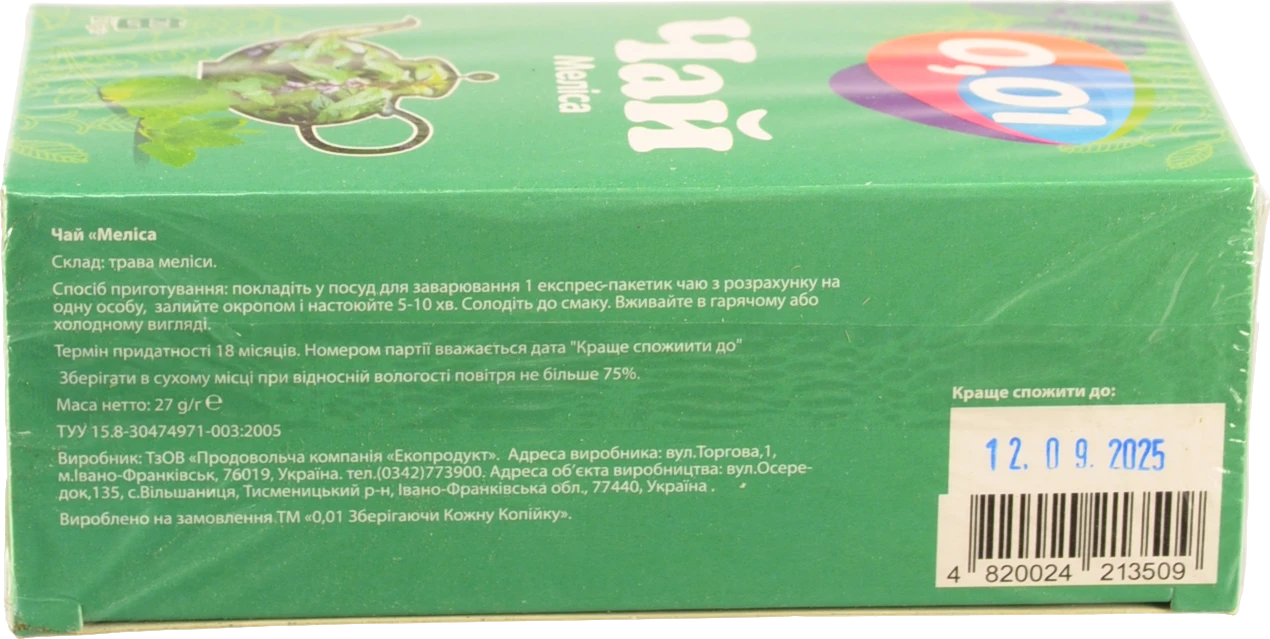 0,01
Чай
Меліса
Чай «Меліса
Склад: трава меліси.
Спосіб приготування: покладіть у посуд для заварювання 1 експрес-пакетик чаю з розрахунку на
одну особу, залийте окропом і настоюйте 5-10 хв. Солодіть до смаку. Вживайте в гарячому або
холодному вигляді.
Термін придатності 18 місяців. Номером партії вважається дата "Краще спожиити до"
Зберігати в сухому місці при відносній вологості повітря не більше 75%.
Маса нетто: 27 g/г ℮
ТУУ 15.8-30474971-003:2005
Виробник: ТзОВ «Продовольча компанія «Екопродукт». Адреса виробника: вул.Торгова,1,
м.Івано-Франківськ, 76019, Україна. тел.(0342)773900. Адреса об’єкта виробництва: вул.Осере-
док,135, с.Вільшаниця, Тисменицький р-н, Івано-Франківська обл., 77440, Україна .
Вироблено на замовлення ТМ «0,01 Зберігаючи Кожну Копійку».
Краще спожити до:
12. 09. 2025
4 820024 213509